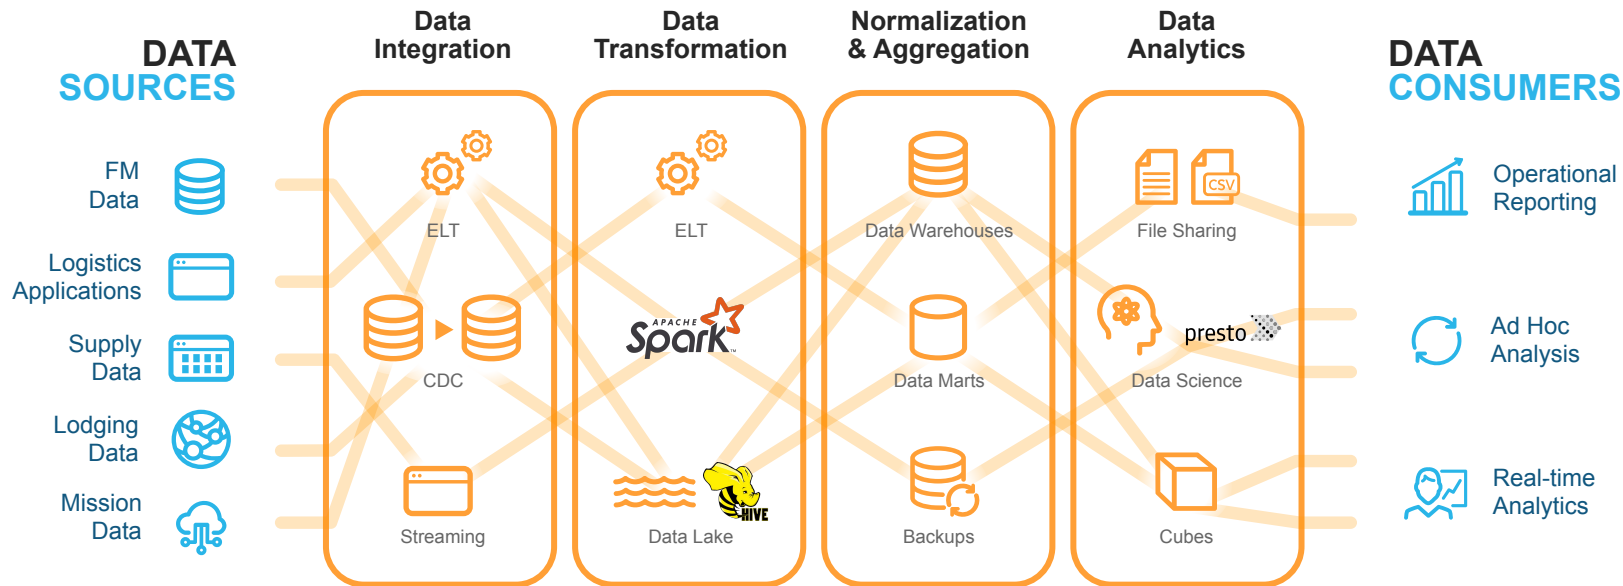 DATA
SOURCES
FM
Data
Logistics
Applications
Supply
Data
Lodging
Data
Mission
Data
Data
Integration
ELT
CDC
Streaming
Data
Transformation
ELT
APACHE
Spark™
HIVE
Data Lake
Normalization
& Aggregation
Data Warehouses
Data Marts
Backups
Data
Analytics
CSV
File Sharing
presto
Data Science
Cubes
DATA
CONSUMERS
Operational
Reporting
Ad Hoc
Analysis
Real-time
Analytics